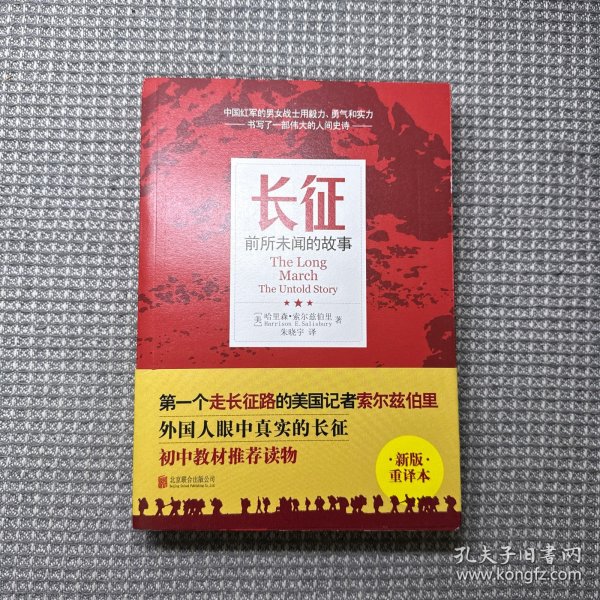 中国红军的男女战士用毅力、勇气和实力
书写了一部伟大的人间史诗
长征
前所未闻的故事
The Long
March
The Untold Story
[美] 哈里森·索尔兹伯里 著
Harrison E.Salisbury
朱晓宇 译
第一个走长征路的美国记者索尔兹伯里
外国人眼中真实的长征
初中教材推荐读物
·新版·
重译本
北京联合出版公司
Beijing United Publishing Co.,Ltd.
孔夫子旧书网
www.kongfz.com